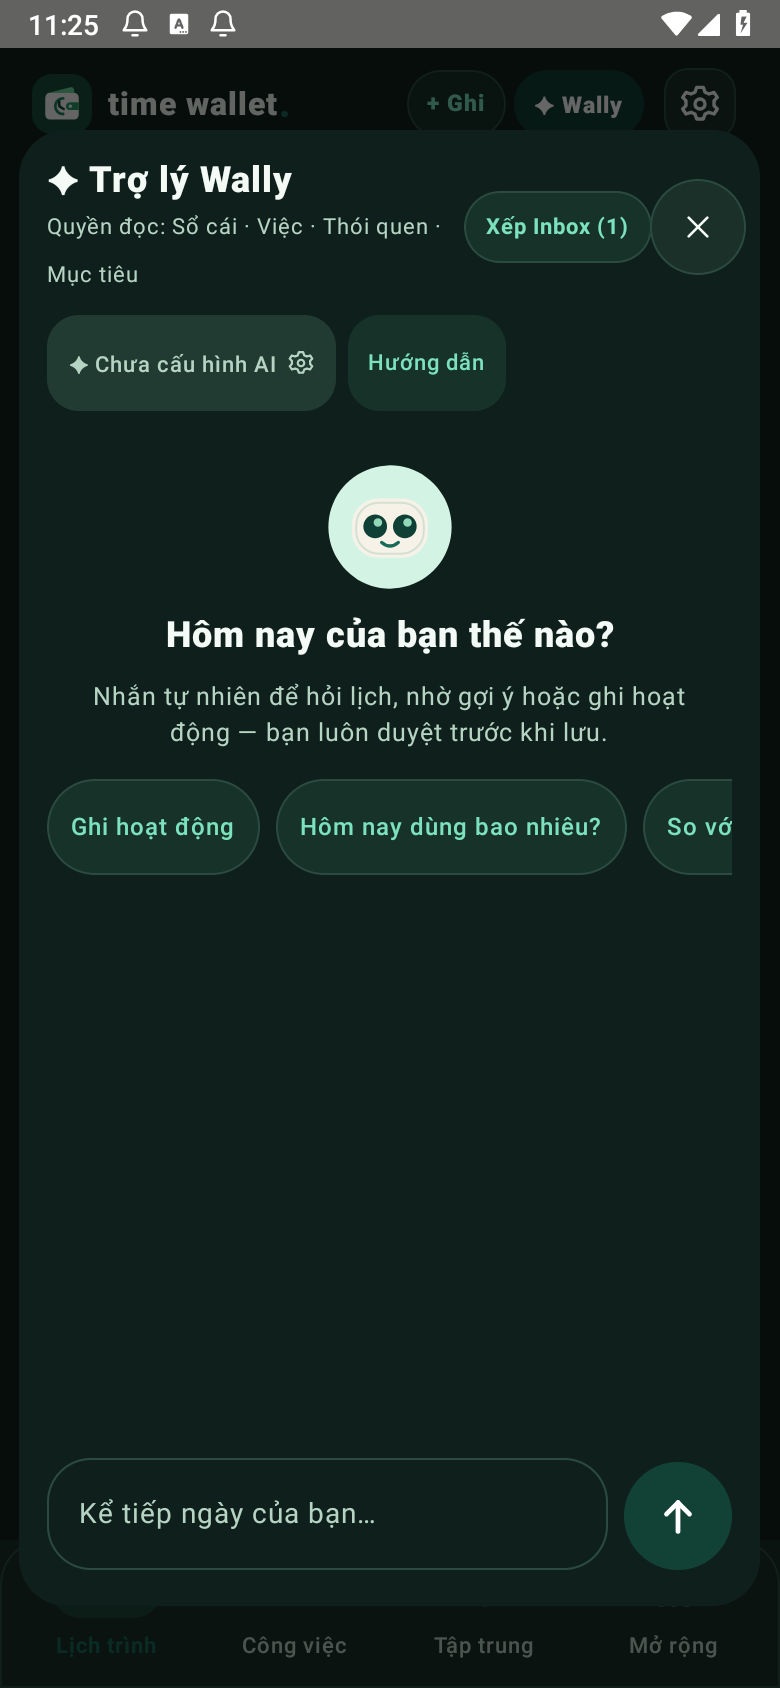 11:25
time wallet.
+ Ghi
Wally
Trợ lý Wally
Quyền đọc: Sổ cái · Việc · Thói quen ·
Mục tiêu
Xếp Inbox (1)
Chưa cấu hình AI
Hướng dẫn
Hôm nay của bạn thế nào?
Nhắn tự nhiên để hỏi lịch, nhờ gợi ý hoặc ghi hoạt
động — bạn luôn duyệt trước khi lưu.
Ghi hoạt động
Hôm nay dùng bao nhiêu?
So vớ
Kể tiếp ngày của bạn…
Lịch trình
Công việc
Tập trung
Mở rộng